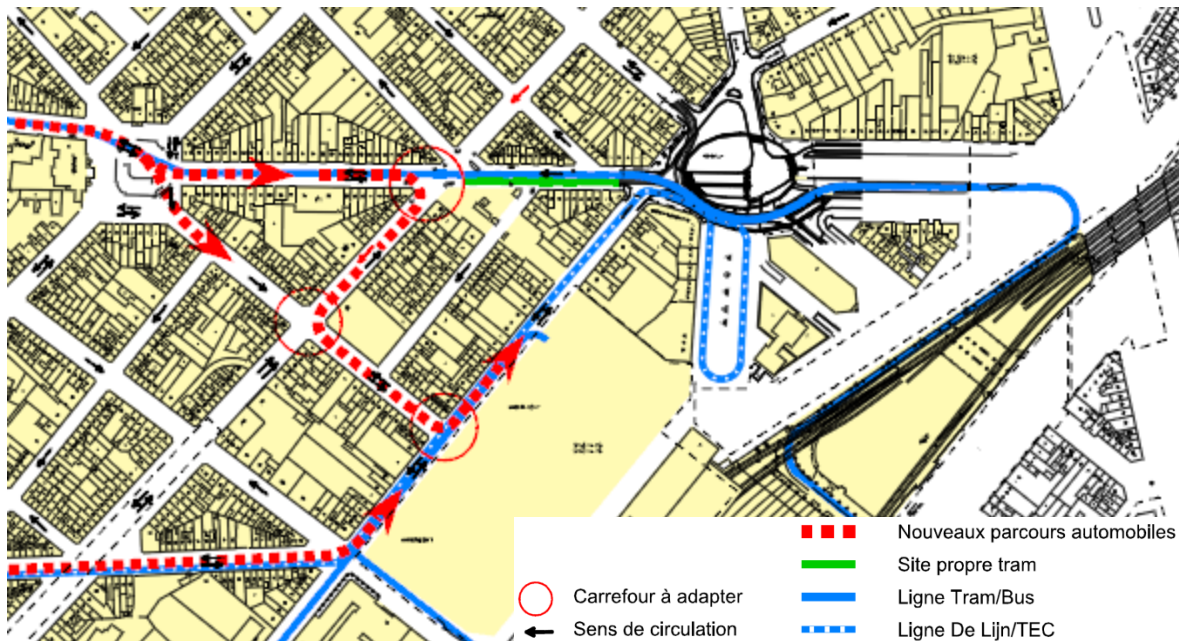 Nouveaux parcours automobiles
Site propre tram
Carrefour à adapter
Ligne Tram/Bus
Sens de circulation
Ligne De Lijn/TEC